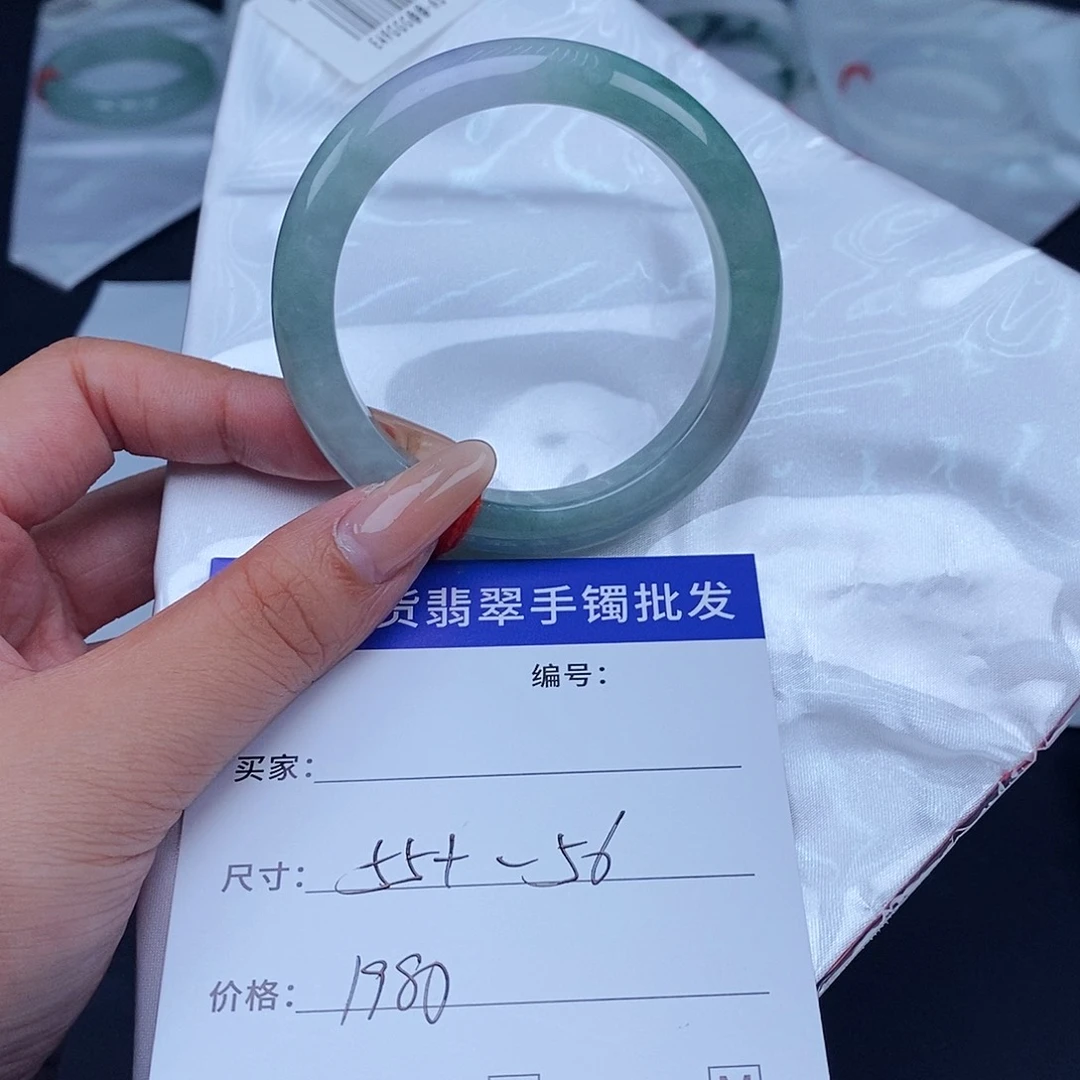 货翡翠手镯批发
编号：
买家：
尺寸： 55+ - 56
价格： 1980